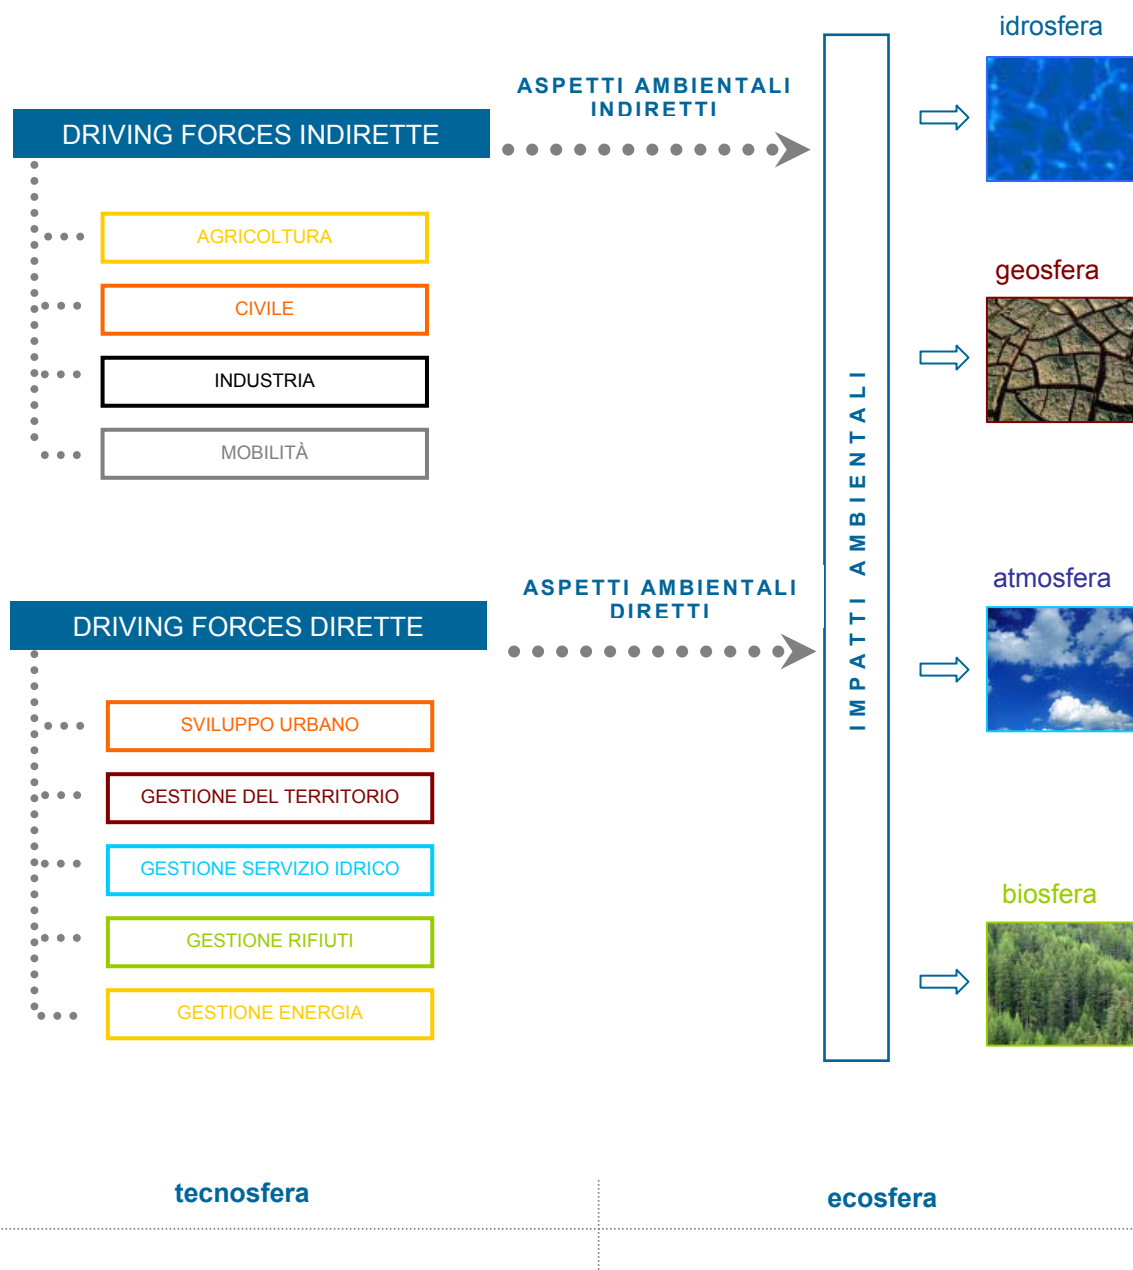 idrosfera
ASPETTI AMBIENTALI
INDIRETTI
DRIVING FORCES INDIRETTE
AGRICOLTURA
CIVILE
INDUSTRIA
MOBILITÀ
geosfera
IMPATTI AMBIENTALI
ASPETTI AMBIENTALI
DIRETTI
DRIVING FORCES DIRETTE
SVILUPPO URBANO
GESTIONE DEL TERRITORIO
GESTIONE SERVIZIO IDRICO
GESTIONE RIFIUTI
GESTIONE ENERGIA
atmosfera
biosfera
tecnosfera
ecosfera